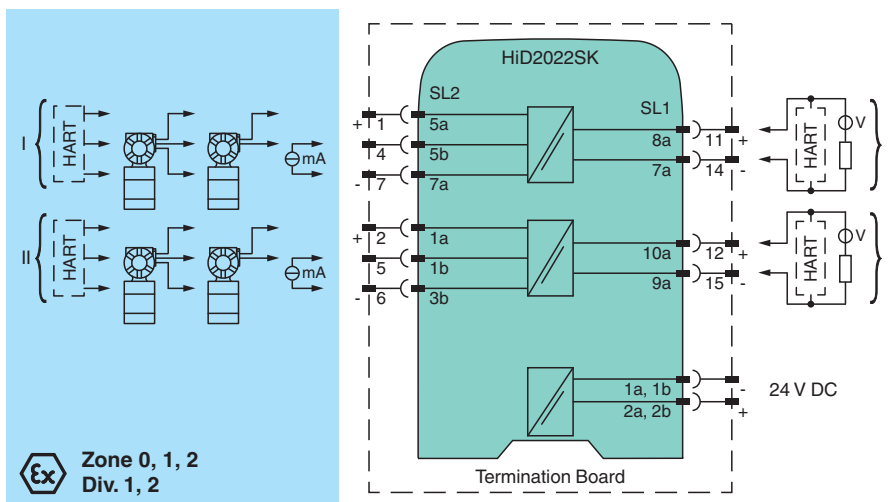 HiD2022SK
SL2
SL1
I
HART
mA
+ 1 5a
4 5b
- 7 7a
8a 11 +
7a 14 -
HART
V
II
HART
mA
+ 2 1a
5 1b
- 6 3b
10a 12 +
9a 15 -
HART
V
1a, 1b -
2a, 2b +
24 V DC
Ex
Zone 0, 1, 2
Div. 1, 2
Termination Board